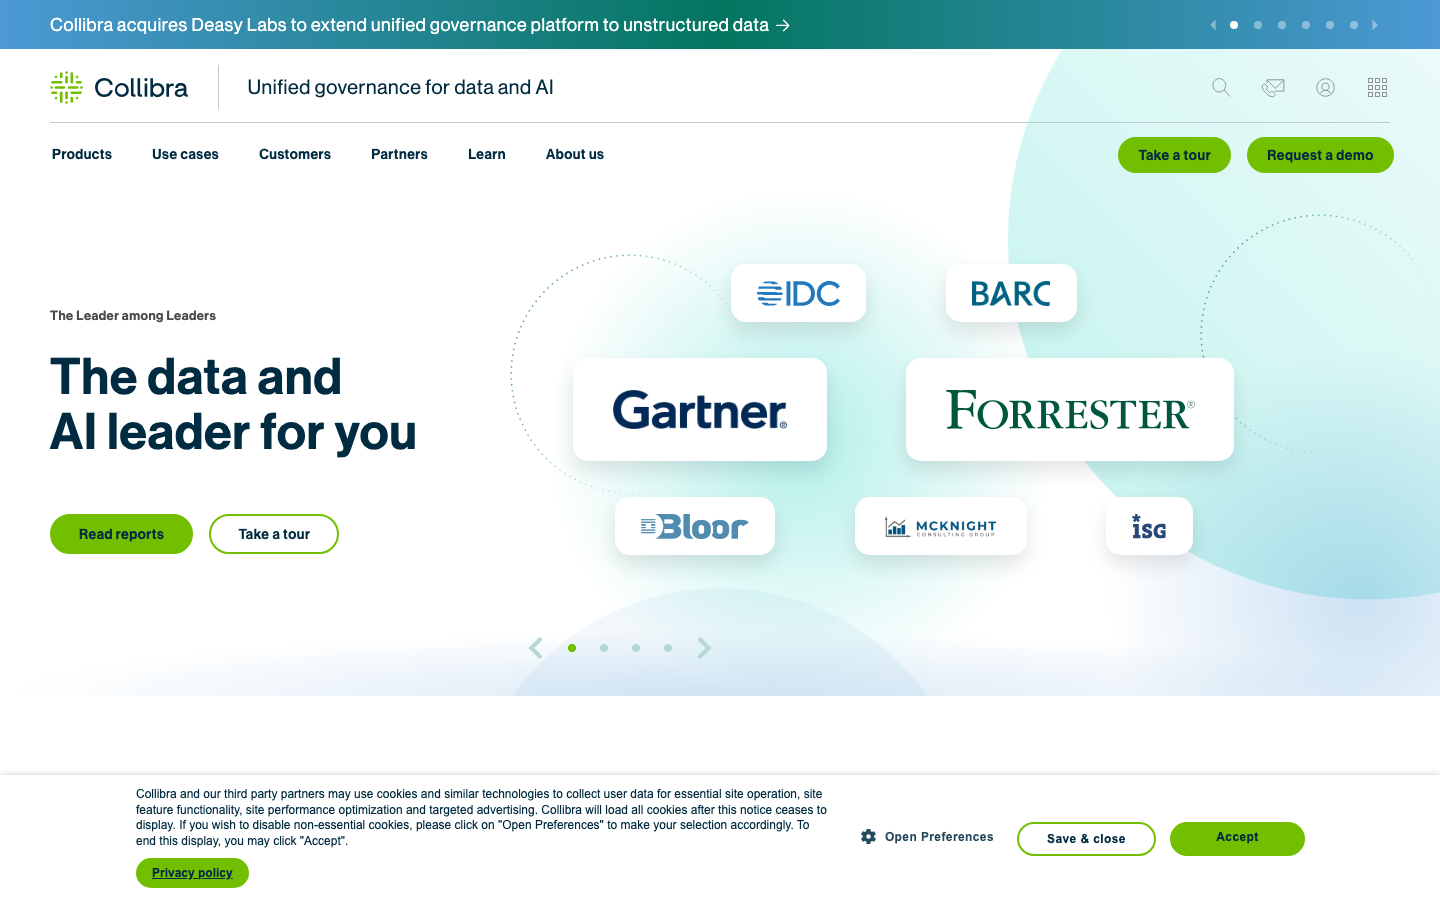 Collibra acquires Deasy Labs to extend unified governance platform to unstructured data →
Collibra
Unified governance for data and AI
Products
Use cases
Customers
Partners
Learn
About us
Take a tour
Request a demo
The Leader among Leaders
The data and
AI leader for you
Read reports
Take a tour
IDC
BARC
Gartner®
FORRESTER®
Bloor
MCKNIGHT
CONSULTING GROUP
iSG
Collibra and our third party partners may use cookies and similar technologies to collect user data for essential site operation, site
feature functionality, site performance optimization and targeted advertising. Collibra will load all cookies after this notice ceases to
display. If you wish to disable non-essential cookies, please click on "Open Preferences" to make your selection accordingly. To
end this display, you may click "Accept".
Privacy policy
Open Preferences
Save & close
Accept